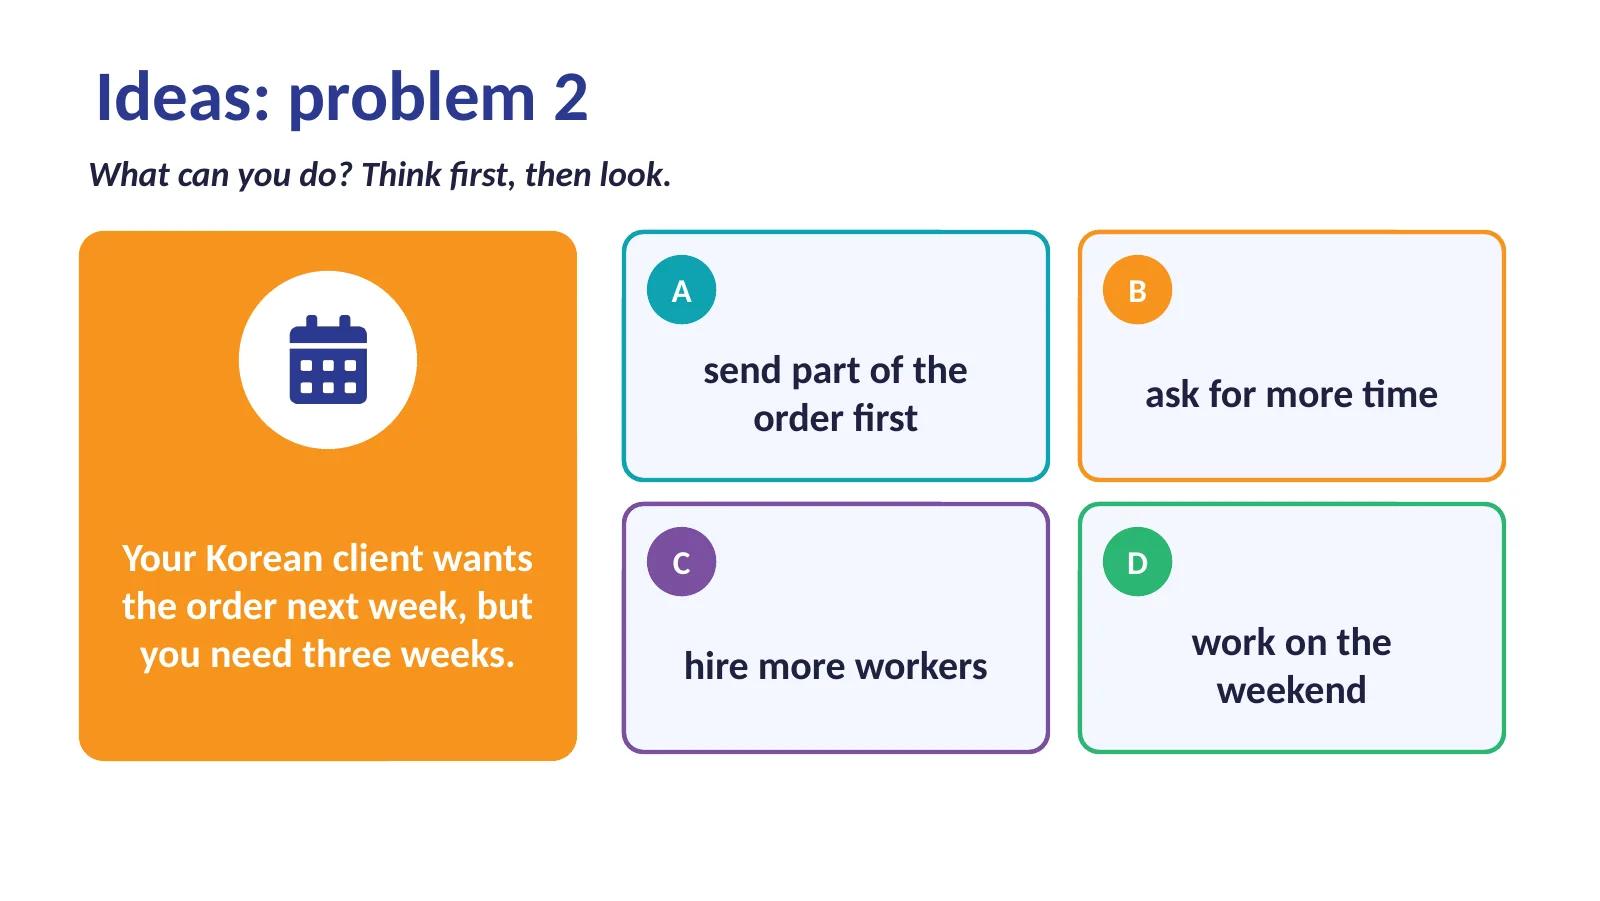 Ideas: problem 2
What can you do? Think first, then look.
Your Korean client wants
the order next week, but
you need three weeks.
A
send part of the
order first
B
ask for more time
C
hire more workers
D
work on the
weekend